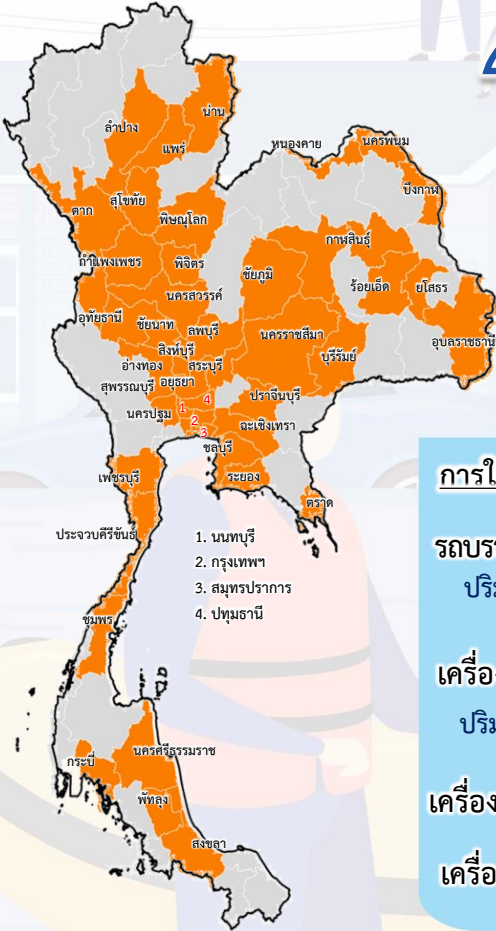 น่าน
ลำปาง
แพร่
หนองคาย
นครพนม
บึงกาฬ
ตาก
สุโขทัย
พิษณุโลก
กาฬสินธุ์
กำแพงเพชร
พิจิตร
ชัยภูมิ
ร้อยเอ็ด
ยโสธร
นครสวรรค์
อุทัยธานี
ชัยนาท
ลพบุรี
นครราชสีมา
อุบลราชธานี
สิงห์บุรี
บุรีรัมย์
อ่างทอง
สระบุรี
สุพรรณบุรี
อยุธยา
ปราจีนบุรี
4
1
นครปฐม
2
ฉะเชิงเทรา
3
ชลบุรี
เพชรบุรี
ระยอง
ตราด
ประจวบคีรีขันธ์
1. นนทบุรี
2. กรุงเทพฯ
3. สมุทรปราการ
4. ปทุมธานี
ชุมพร
นครศรีธรรมราช
กระบี่
พัทลุง
สงขลา
การใ
รถบรร
ปริม
เครื่อง
ปริม
เครื่อง
เครื่อ